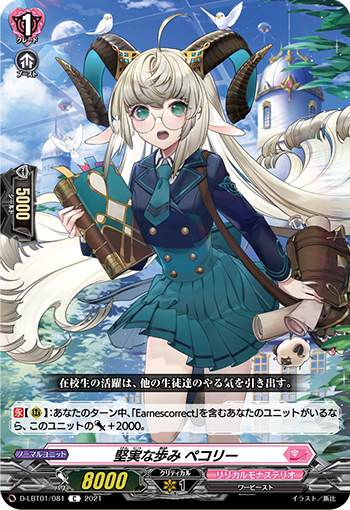 1
グレード
ブースト
シールド
5000
在校生の活躍は、他の生徒達のやる気を引き出す。
永【】:あなたのターン中、「Earnescorrect」を含むあなたのユニットがいるな
ら、このユニットの+2000。
ノーマルユニット
堅実な歩み ペコリー
パワー
8000
クリティカル
1
リリカルモナステリオ
ワービースト
D-LBT01/081 C 2021
イラスト/斯比